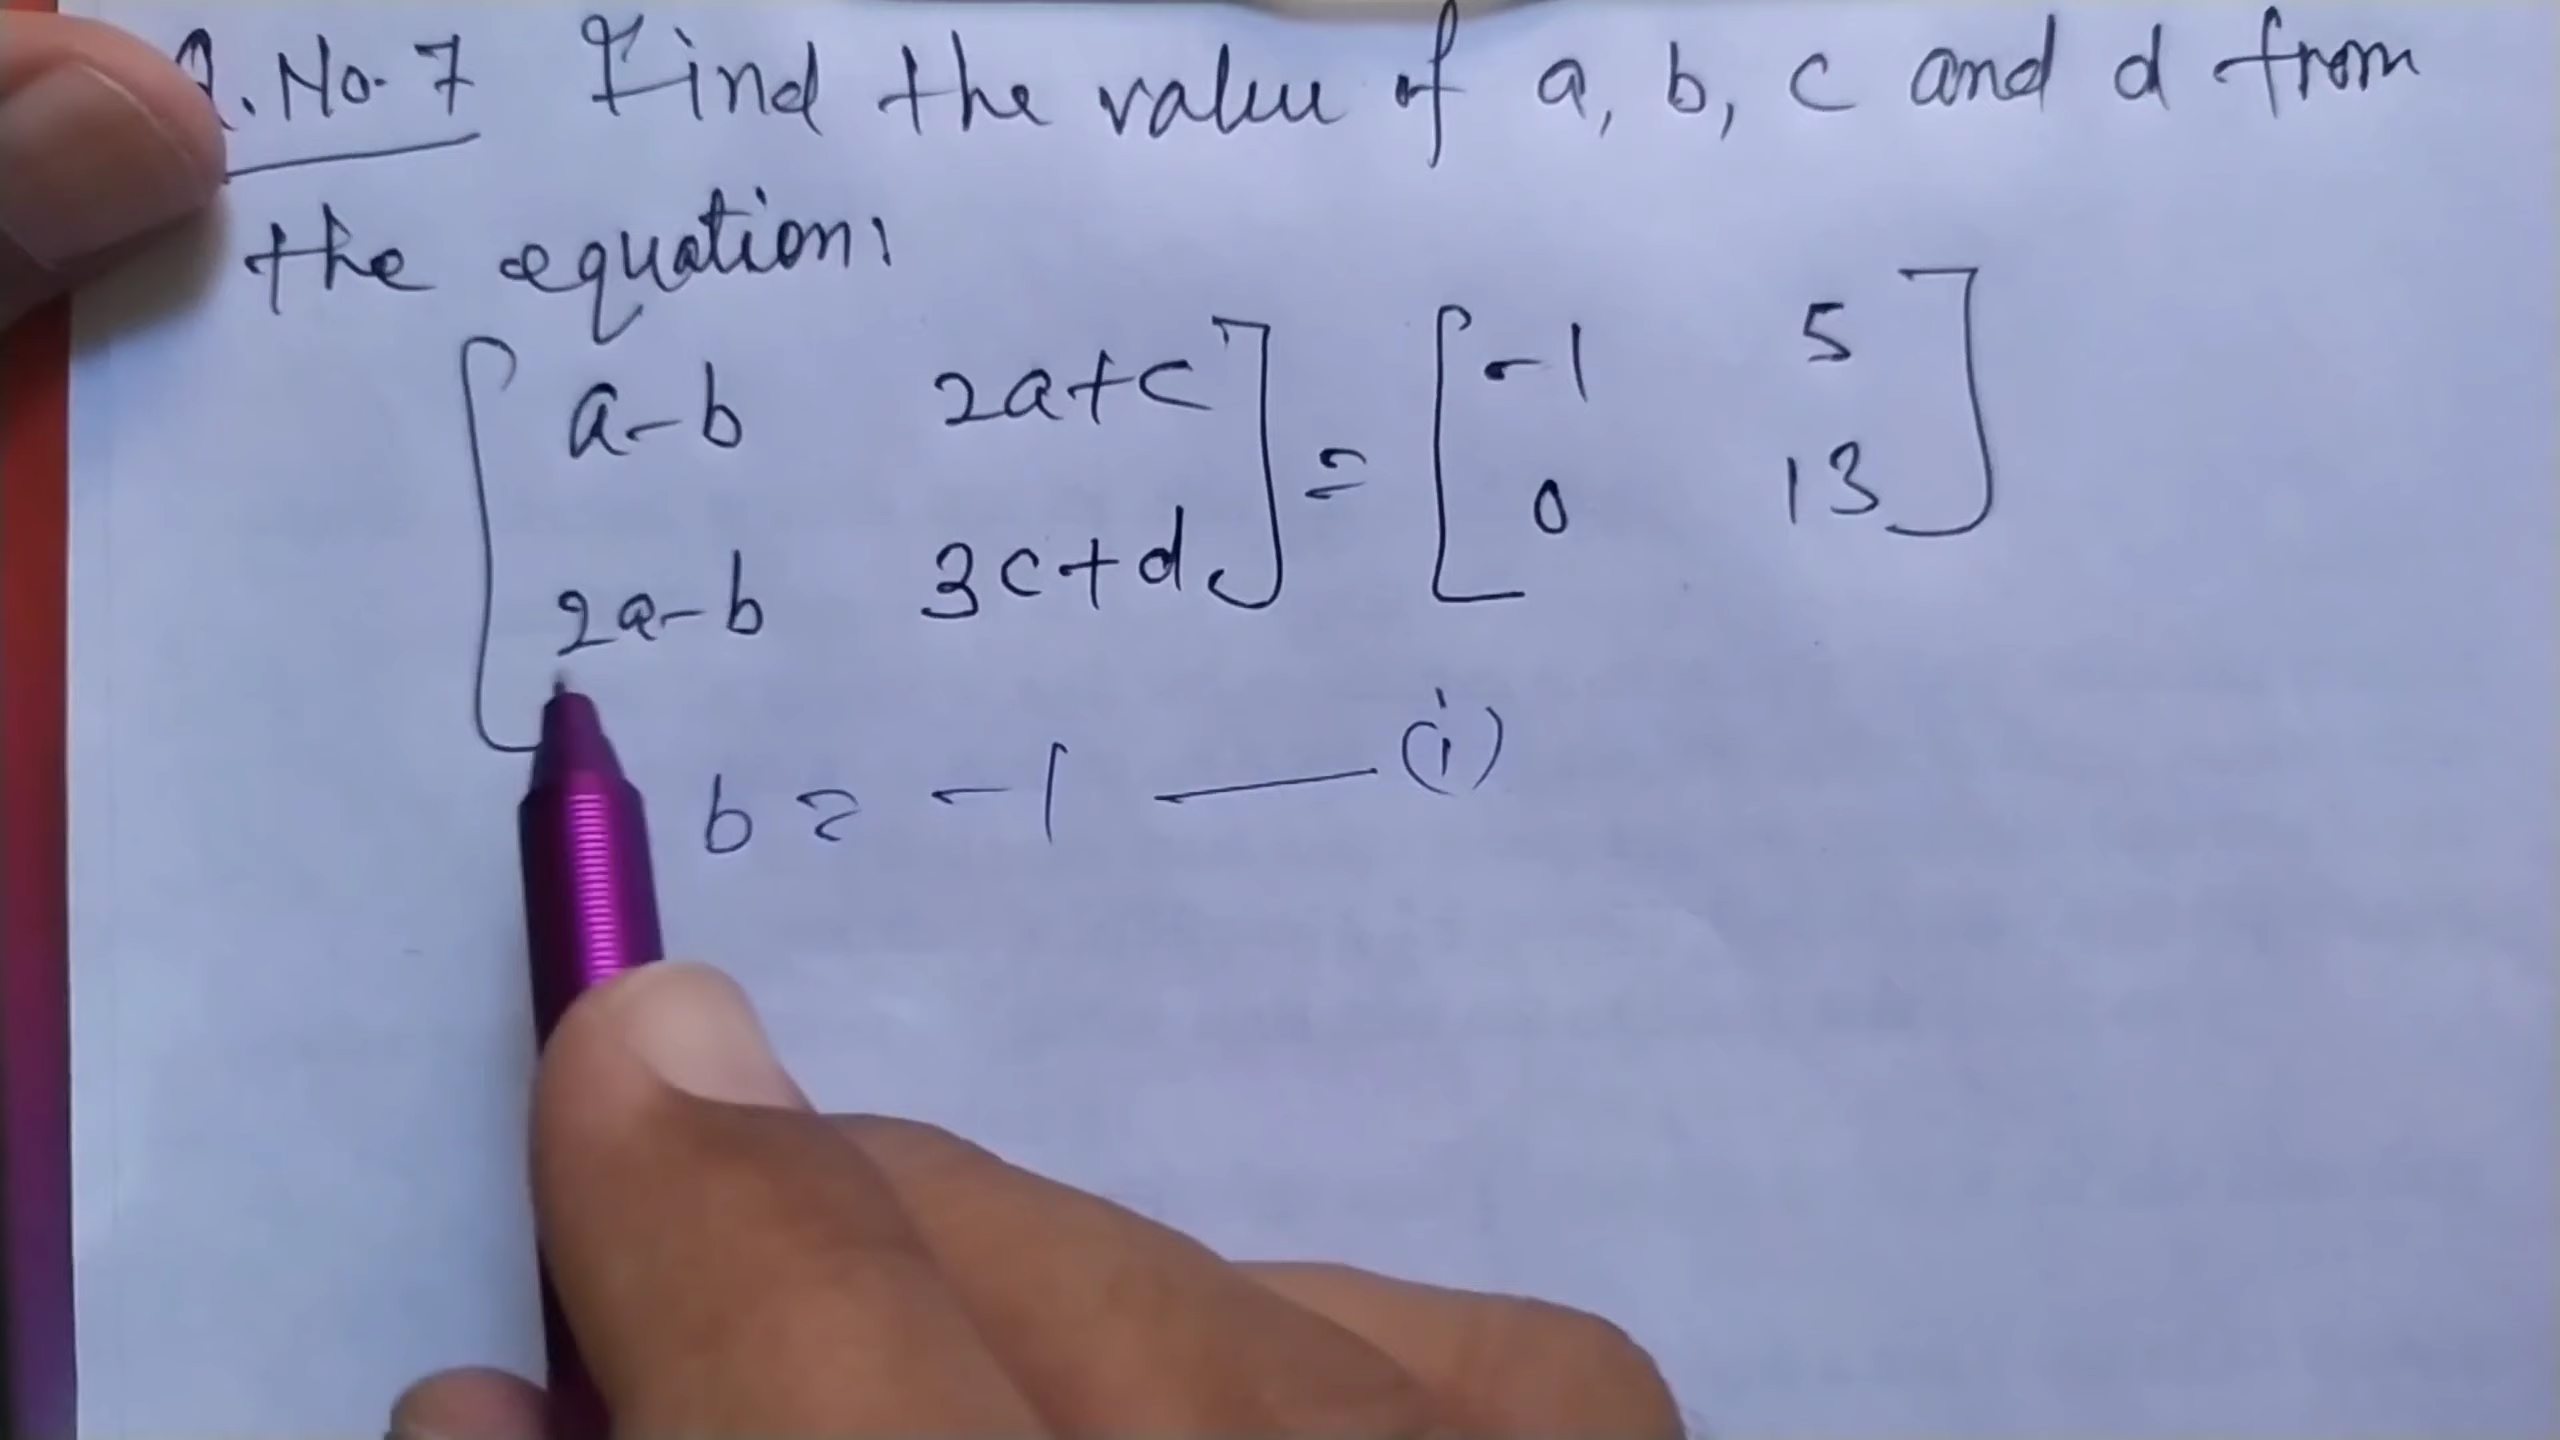 Q. No. 7 Find the value of a, b, c and d from
the equation:
[ a-b 2a+c ] = [ -1 5 ]
[ 2a-b 3c+d ] [ 0 13 ]
b = -1 — (i)